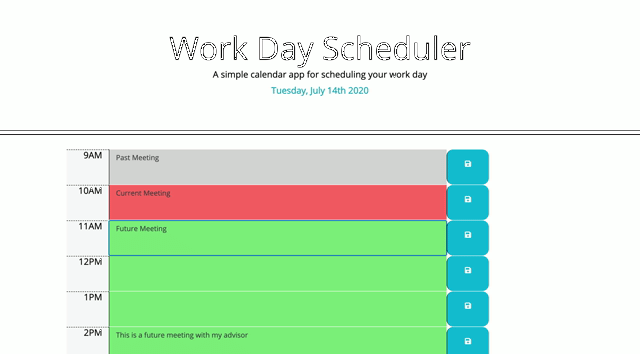 Work Day Scheduler
A simple calendar app for scheduling your work day
Tuesday, July 14th 2020
9AM Past Meeting
10AM Current Meeting
11AM Future Meeting
12PM
1PM
2PM This is a future meeting with my advisor